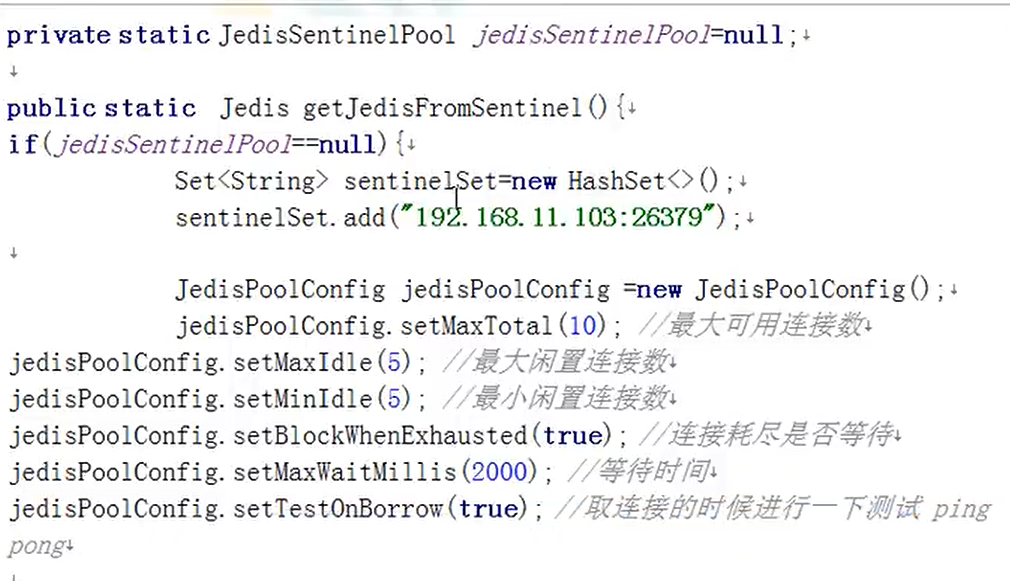 private static JedisSentinelPool jedisSentinelPool=null;↓
↓
public static  Jedis getJedisFromSentinel(){↓
if(jedisSentinelPool==null){↓
Set<String> sentinelSet=new HashSet<>();↓
sentinelSet.add("192.168.11.103:26379");↓
↓
JedisPoolConfig jedisPoolConfig =new JedisPoolConfig();↓
jedisPoolConfig.setMaxTotal(10); //最大可用连接数↓
jedisPoolConfig.setMaxIdle(5); //最大闲置连接数↓
jedisPoolConfig.setMinIdle(5); //最小闲置连接数↓
jedisPoolConfig.setBlockWhenExhausted(true); //连接耗尽是否等待↓
jedisPoolConfig.setMaxWaitMillis(2000); //等待时间↓
jedisPoolConfig.setTestOnBorrow(true); //取连接的时候进行一下测试 ping
pong↓